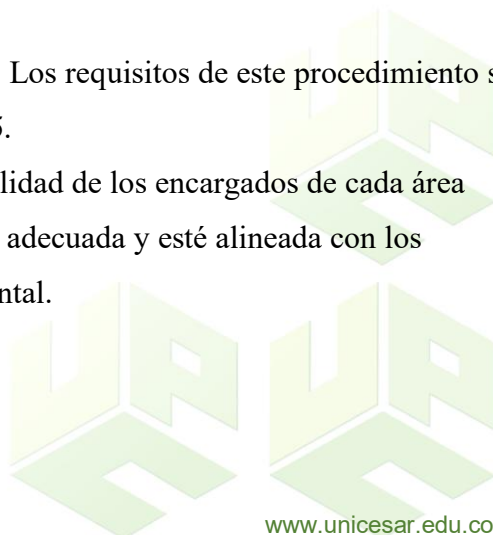 Los requisitos de este procedimiento s
5.
lidad de los encargados de cada área
adecuada y esté alineada con los
ntal.
www.unicesar.edu.co